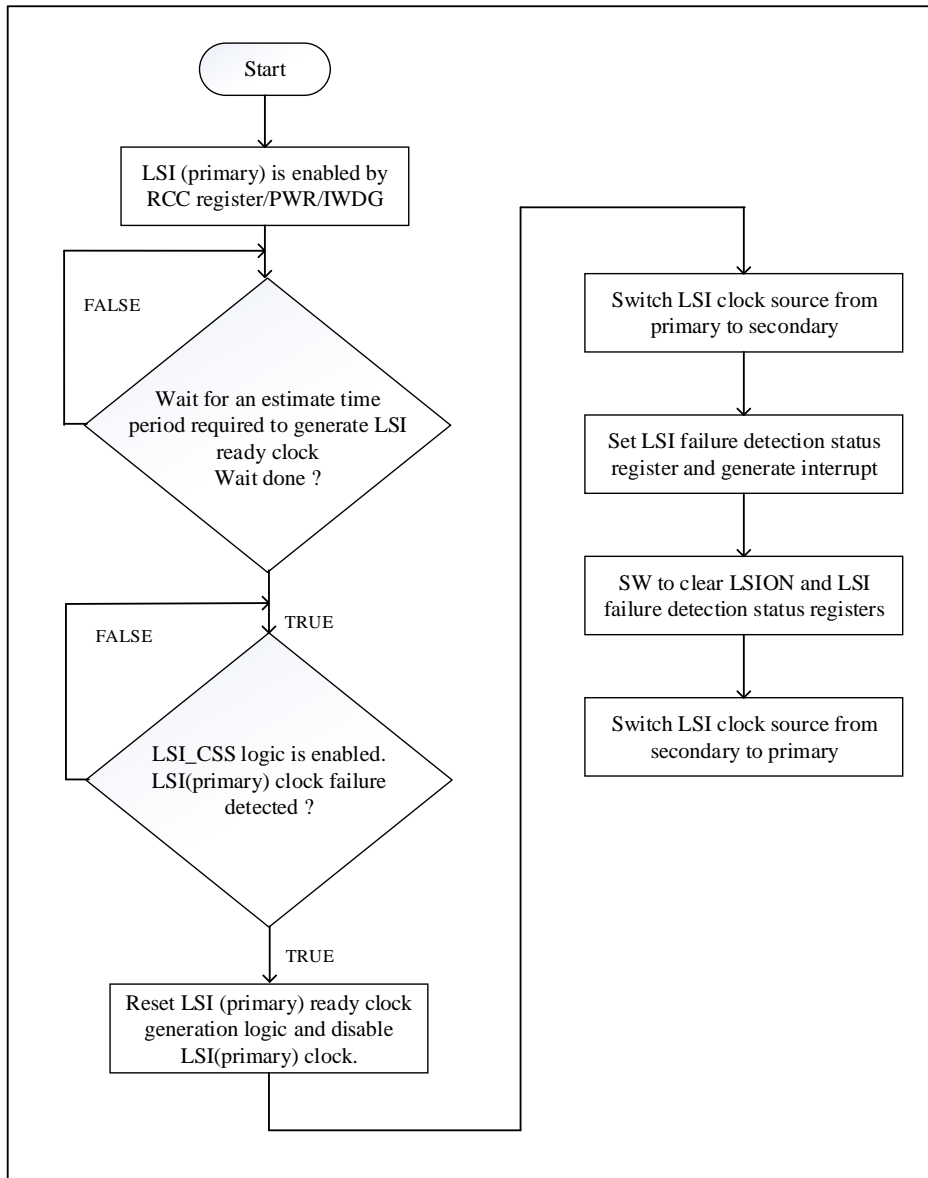 Start
LSI (primary) is enabled by
RCC register/PWR/IWDG
FALSE
Wait for an estimate time
period required to generate LSI
ready clock
Wait done ?
TRUE
FALSE
LSI_CSS logic is enabled.
LSI(primary) clock failure
detected ?
TRUE
Reset LSI (primary) ready clock
generation logic and disable
LSI(primary) clock.
Switch LSI clock source from
primary to secondary
Set LSI failure detection status
register and generate interrupt
SW to clear LSION and LSI
failure detection status registers
Switch LSI clock source from
secondary to primary